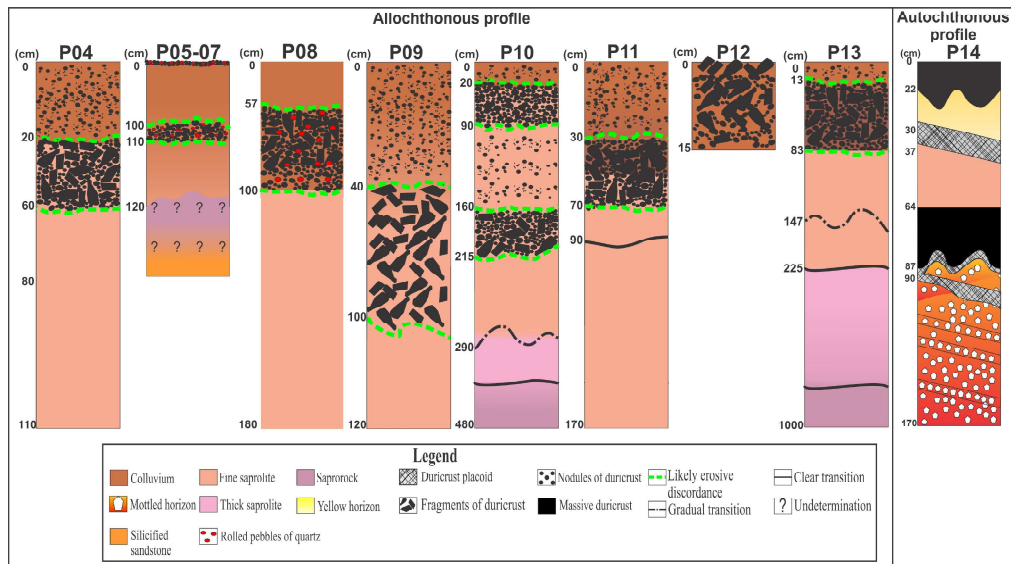 Allochthonous profile
Autochthonous
profile
(cm) P04
(cm) P05-07
(cm) P08
(cm) P09
(cm) P10
(cm) P11
(cm) P12
(cm) P13
(cm) P14
0
20
60
80
110
0
100
110
120
? ? ? ?
? ? ? ?
0
57
100
180
0
40
100
120
0
20
90
160
215
290
480
0
30
70
90
170
0
15
0
13
83
147
225
1000
0
22
30
37
64
87
90
170
Legend
Colluvium
Fine saprolite
Saprorock
Duricrust placoid
Nodules of duricrust
Likely erosive
discordance
Clear transition
Mottled horizon
Thick saprolite
Yellow horizon
Fragments of duricrust
Massive duricrust
Gradual transition
? Undetermination
Silicified
sandstone
Rolled pebbles of quartz